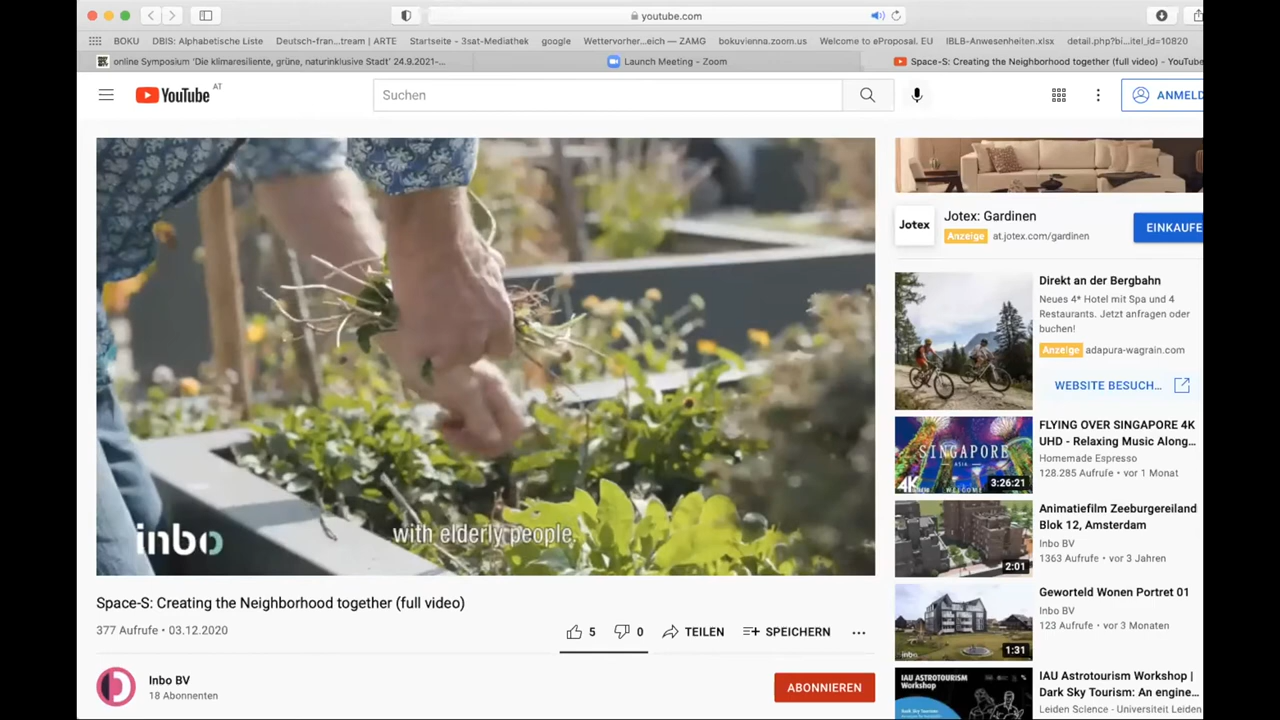 youtube.com
BOKU DBIS: Alphabetische Liste Deutsch-fran...tream | ARTE Startseite - 3sat-Mediathek google Wettervorher...eich — ZAMG bokuvienna.zoom.us Welcome to eProposal. EU IBLB-Anwesenheiten.xlsx detail.php?bi...itel_id=10820
online Symposium 'Die klimaresiliente, grüne, naturinklusive Stadt' 24.9.2021-... Launch Meeting - Zoom Space-S: Creating the Neighborhood together (full video) - YouTube
YouTube AT
Suchen
ANMELD
with elderly people.
inbo
Space-S: Creating the Neighborhood together (full video)
377 Aufrufe • 03.12.2020
5 0 TEILEN SPEICHERN
Inbo BV
18 Abonnenten
ABONNIEREN
Jotex
Jotex: Gardinen
Anzeige at.jotex.com/gardinen
EINKAUFE
Direkt an der Bergbahn
Neues 4* Hotel mit Spa und 4
Restaurants. Jetzt anfragen oder
buchen!
Anzeige adapura-wagrain.com
WEBSITE BESUCH...
SINGAPORE
ASIA
4K
WELCOME
3:26:21
FLYING OVER SINGAPORE 4K
UHD - Relaxing Music Along...
Homemade Espresso
128.285 Aufrufe • vor 1 Monat
2:01
Animatiefilm Zeeburgereiland
Blok 12, Amsterdam
Inbo BV
1363 Aufrufe • vor 3 Jahren
inbo
1:31
Geworteld Wonen Portret 01
Inbo BV
123 Aufrufe • vor 3 Monaten
IAU ASTROTOURISM
Workshop
IAU Astrotourism Workshop |
Dark Sky Tourism: An engine...
Leiden Science - Universiteit Leiden